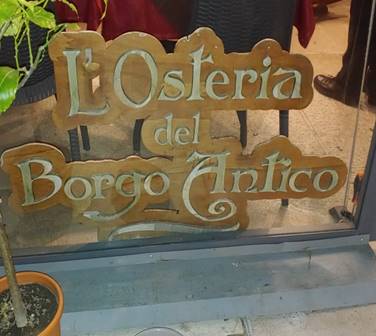 L'Osteria
del
Borgo Antico